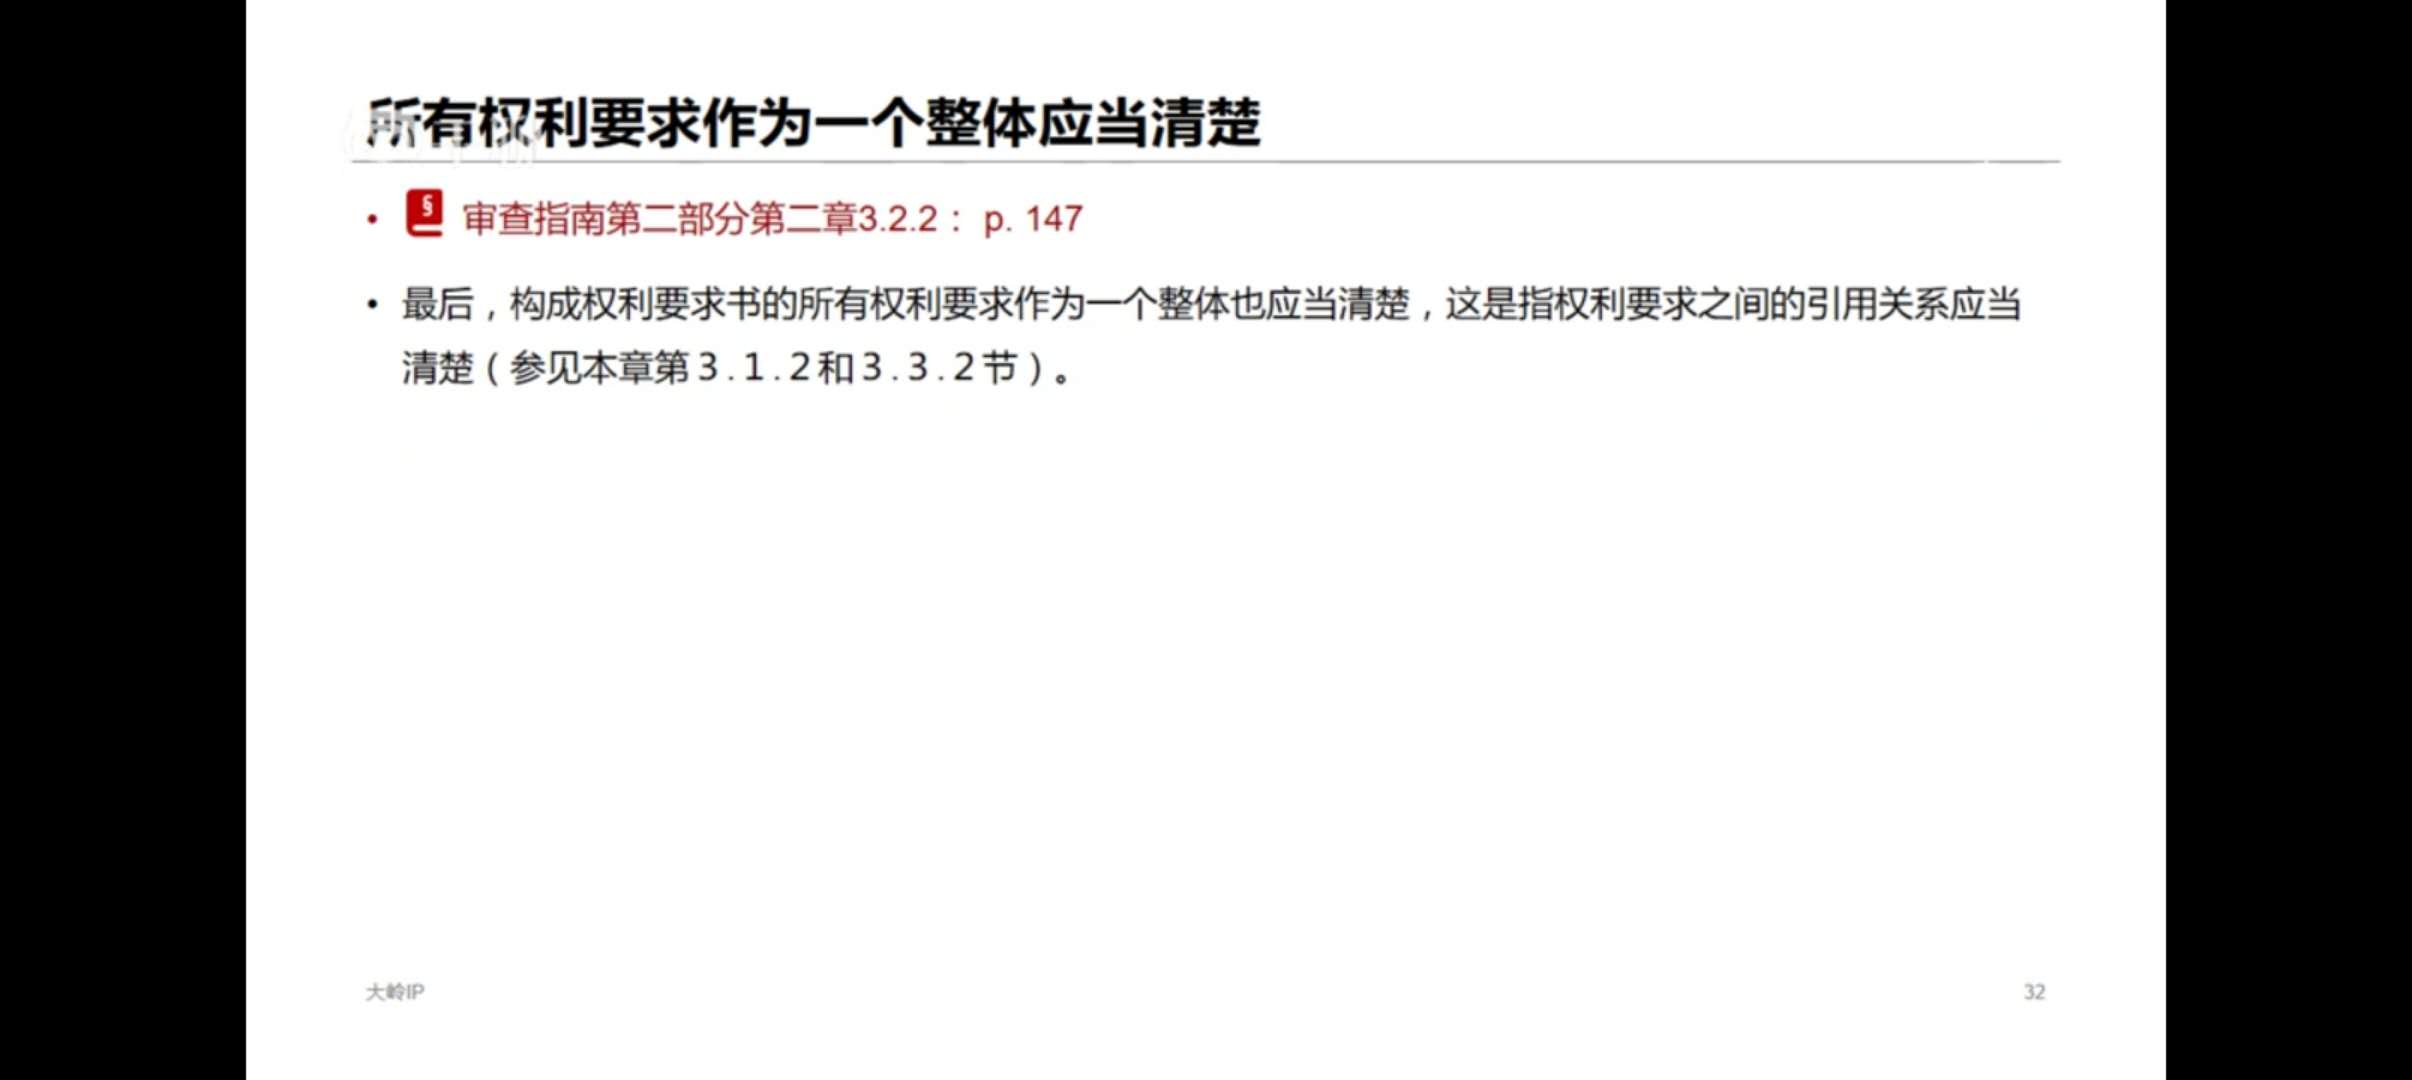 所有权利要求作为一个整体应当清楚
• § 审查指南第二部分第二章3.2.2： p. 147
• 最后，构成权利要求书的所有权利要求作为一个整体也应当清楚，这是指权利要求之间的引用关系应当
清楚（参见本章第3.1.2和3.3.2节）。
大岭IP
32